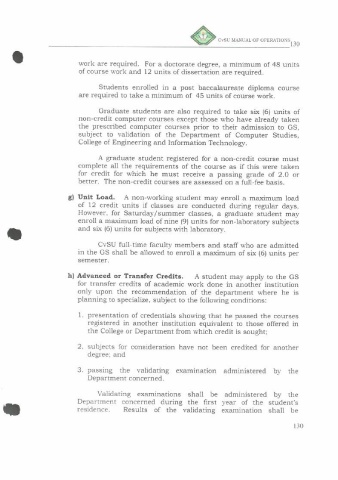 CvSU MANUAL OF OPERATIONS 130
work are required. For a doctorate degree, a minimum of 48 units
of course work and 12 units of dissertation are required.
Students enrolled in a post baccalaureate diploma course
are required to take a minimum of 45 units of course work.
Graduate students are also required to take six (6) units of
non-credit computer courses except those who have already taken
the prescribed computer courses prior to their admission to GS,
subject to validation of the Department of Computer Studies,
College of Engineering and Information Technology.
A graduate student registered for a non-credit course must
complete all the requirements of the course as if this were taken
for credit for which he must receive a passing grade of 2.0 or
better. The non-credit courses are assessed on a full-fee basis.
g) Unit Load. A non-working student may enroll a maximum load
of 12 credit units if classes are conducted during regular days.
However, for Saturday/summer classes, a graduate student may
enroll a maximum load of nine (9) units for non-laboratory subjects
and six (6) units for subjects with laboratory.
CvSU full-time faculty members and staff who are admitted
in the GS shall be allowed to enroll a maximum of six (6) units per
semester.
h) Advanced or Transfer Credits. A student may apply to the GS
for transfer credits of academic work done in another institution
only upon the recommendation of the department where he is
planning to specialize, subject to the following conditions:
1. presentation of credentials showing that he passed the courses
registered in another institution equivalent to those offered in
the College or Department from which credit is sought;
2. subjects for consideration have not been credited for another
degree; and
3. passing the validating examination administered by the
Department concerned.
Validating examinations shall be administered by the
Department concerned during the first year of the student's
residence. Results of the validating examination shall be
130